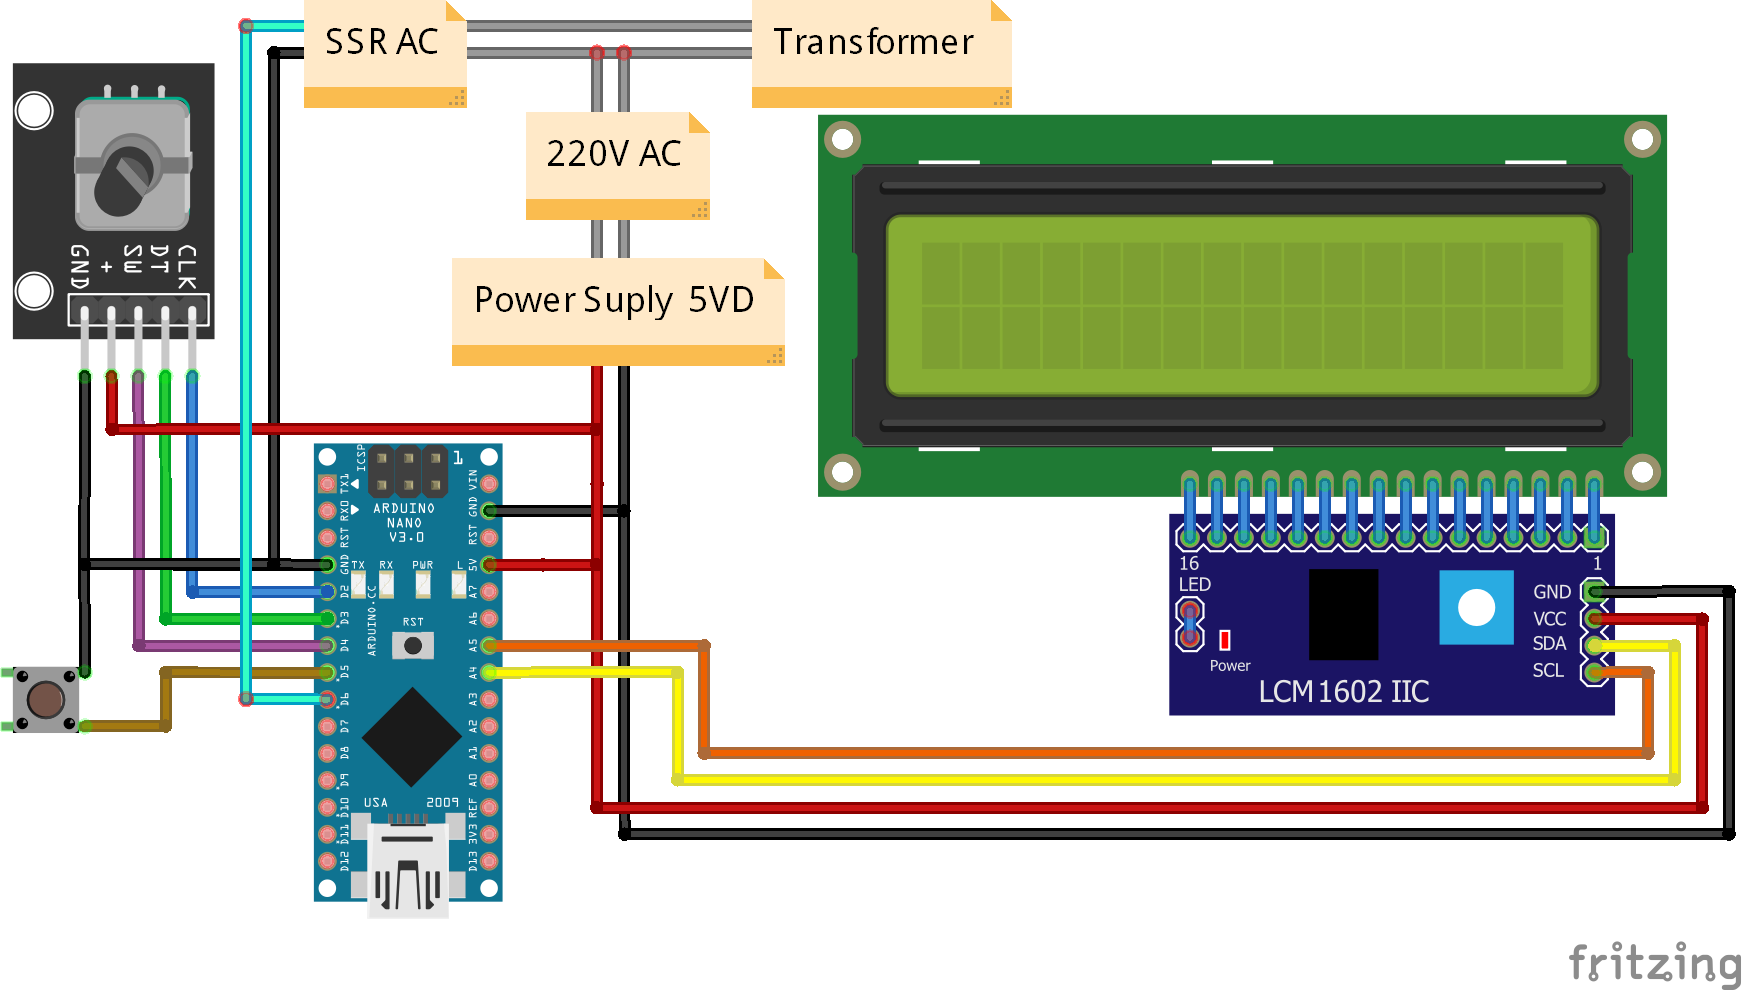 SSR AC
Transformer
220V AC
Power Suply 5VD
GND
+
SW
DT
CLK
ICSP
1
ARDUINO
NANO
V3.0
TX1
RX0
RST
GND
D2
D3
D4
D5
D6
D7
D8
D9
D10
D11
D12
VIN
GND
RST
5V
A7
A6
A5
A4
A3
A2
A1
A0
REF
3V3
D13
TX
RX
PWR
L
ARDUINO.CC
RST
USA
2009
16
LED
1
GND
VCC
SDA
SCL
Power
LCM1602 IIC
fritzing